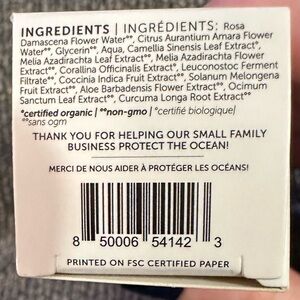 INGREDIENTS | INGRÉDIENTS: Rosa
Damascena Flower Water**, Citrus Aurantium Amara Flower
Water**, Glycerin*°, Aqua, Camellia Sinensis Leaf Extract*,
Melia Azadirachta Leaf Extract*°, Melia Azadirachta Flower
Extract*°, Corallina Officinalis Extract°, Leuconostoc Ferment
Filtrate°, Coccinia Indica Fruit Extract*°, Solanum Melongena
Fruit Extract*°, Aloe Barbadensis Flower Extract*°, Ocimum
Sanctum Leaf Extract*°, Curcuma Longa Root Extract*°
*certified organic | **non-gmo | *certifié biologique|
**sans ogm
THANK YOU FOR HELPING OUR SMALL FAMILY
BUSINESS PROTECT THE OCEAN!
MERCI DE NOUS AIDER À PROTÉGER LES OCÉANS!
8 50006 54142 3
PRINTED ON FSC CERTIFIED PAPER